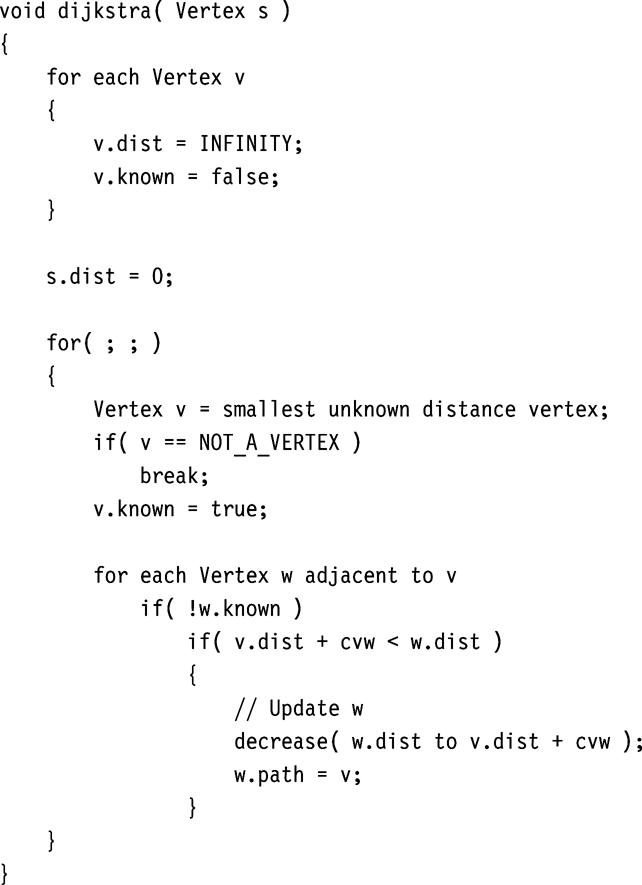 void dijkstra( Vertex s )
{
    for each Vertex v
    {
        v.dist = INFINITY;
        v.known = false;
    }

    s.dist = 0;

    for( ; ; )
    {
        Vertex v = smallest unknown distance vertex;
        if( v == NOT_A_VERTEX )
            break;
        v.known = true;

        for each Vertex w adjacent to v
            if( !w.known )
                if( v.dist + cvw < w.dist )
                {
                    // Update w
                    decrease( w.dist to v.dist + cvw );
                    w.path = v;
                }
    }
}